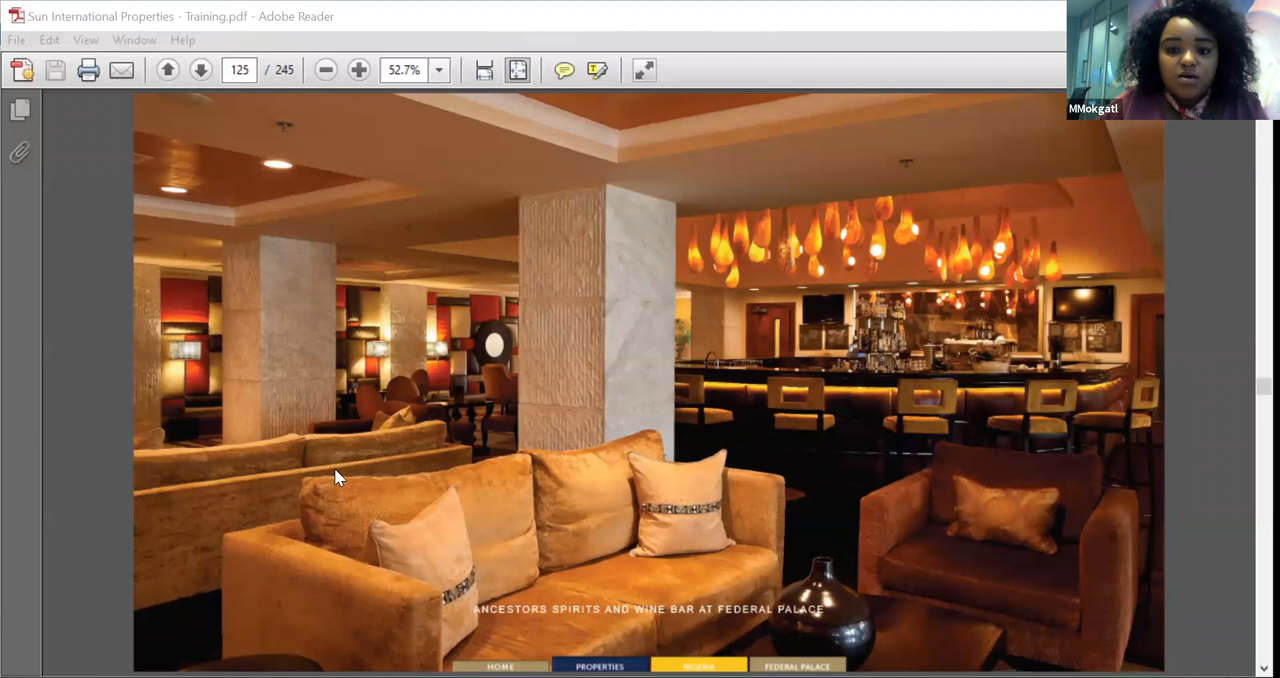 Sun International Properties - Training.pdf - Adobe Reader
File Edit View Window Help
125 / 245 52.7%
MMokgatl
ANCESTORS SPIRITS AND WINE BAR AT FEDERAL PALACE
HOME PROPERTIES NIGERIA FEDERAL PALACE